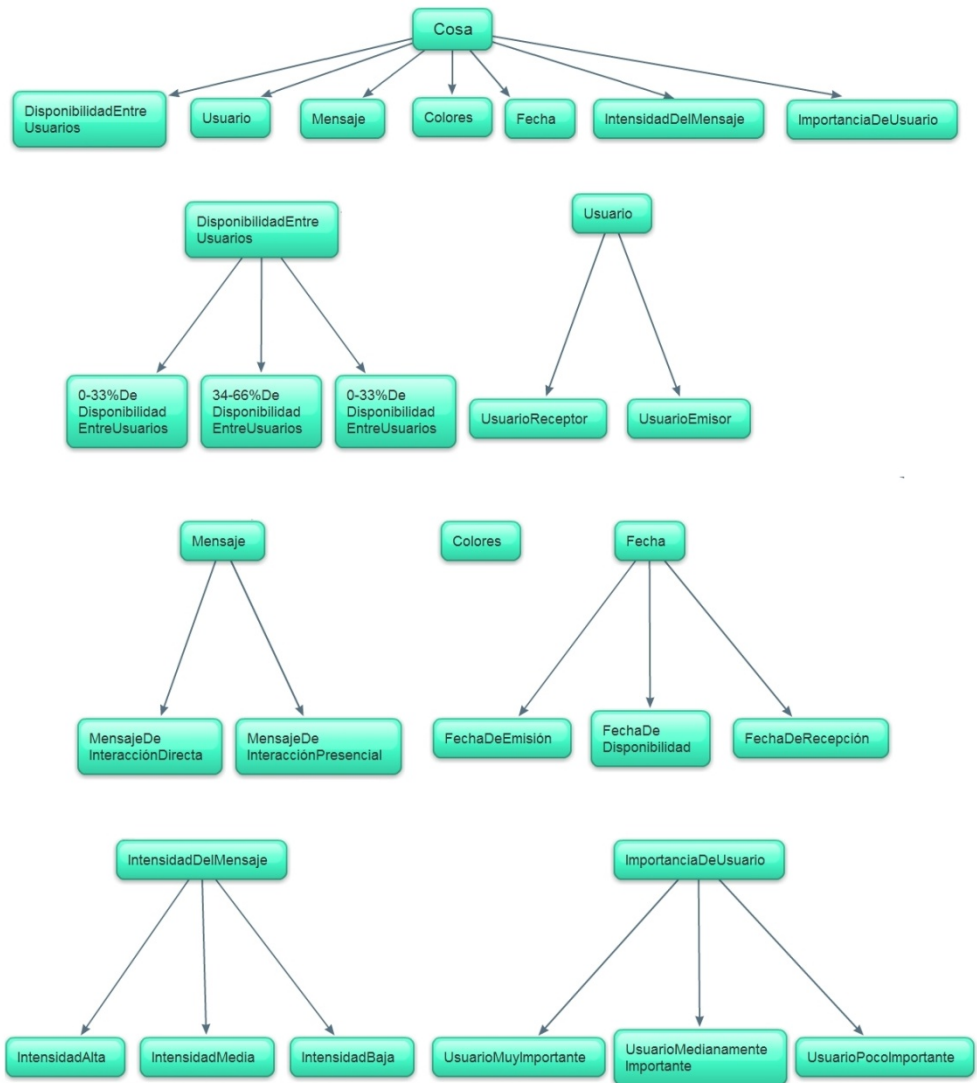 Cosa
DisponibilidadEntre
Usuarios
Usuario
Mensaje
Colores
Fecha
IntensidadDelMensaje
ImportanciaDeUsuario
DisponibilidadEntre
Usuarios
Usuario
0-33%De
Disponibilidad
EntreUsuarios
34-66%De
Disponibilidad
EntreUsuarios
0-33%De
Disponibilidad
EntreUsuarios
UsuarioReceptor
UsuarioEmisor
Mensaje
Colores
Fecha
MensajeDe
InteracciónDirecta
MensajeDe
InteracciónPresencial
FechaDeEmisión
FechaDe
Disponibilidad
FechaDeRecepción
IntensidadDelMensaje
ImportanciaDeUsuario
IntensidadAlta
IntensidadMedia
IntensidadBaja
UsuarioMuyImportante
UsuarioMedianamente
Importante
UsuarioPocoImportante